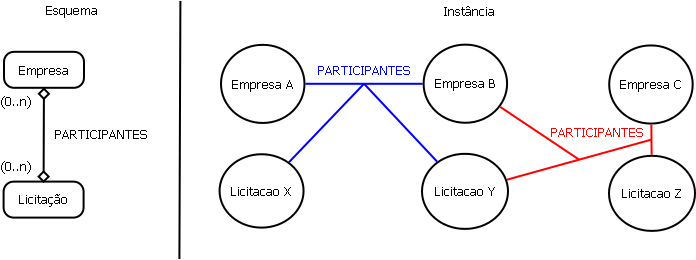 Esquema
Empresa
(0..n)
PARTICIPANTES
(0..n)
Licitação
Instância
Empresa A
PARTICIPANTES
Empresa B
Empresa C
PARTICIPANTES
Licitacao X
Licitacao Y
Licitacao Z